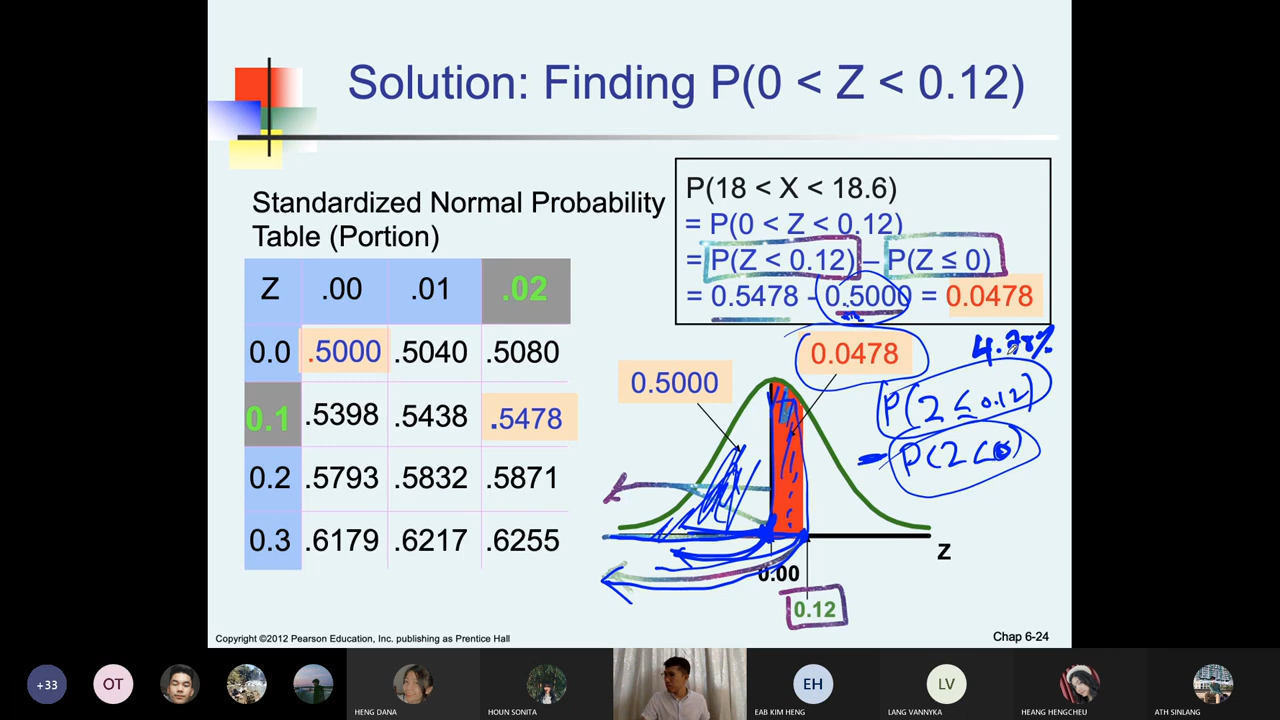 Solution: Finding P(0 < Z < 0.12)
Standardized Normal Probability
Table (Portion)
Z .00 .01 .02
0.0 .5000 .5040 .5080
0.1 .5398 .5438 .5478
0.2 .5793 .5832 .5871
0.3 .6179 .6217 .6255
P(18 < X < 18.6)
= P(0 < Z < 0.12)
= P(Z < 0.12) – P(Z ≤ 0)
= 0.5478 - 0.5000 = 0.0478
0.0478
0.5000
P(Z ≤ 0.12)
- P(Z < 0)
Z
0.00
0.12
Copyright ©2012 Pearson Education, Inc. publishing as Prentice Hall
Chap 6-24
+33
OT
HENG DANA
HOUN SONITA
EH
EAB KIM HENG
LV
LANG VANNYKA
HEANG HENGCHEU
ATH SINLANG